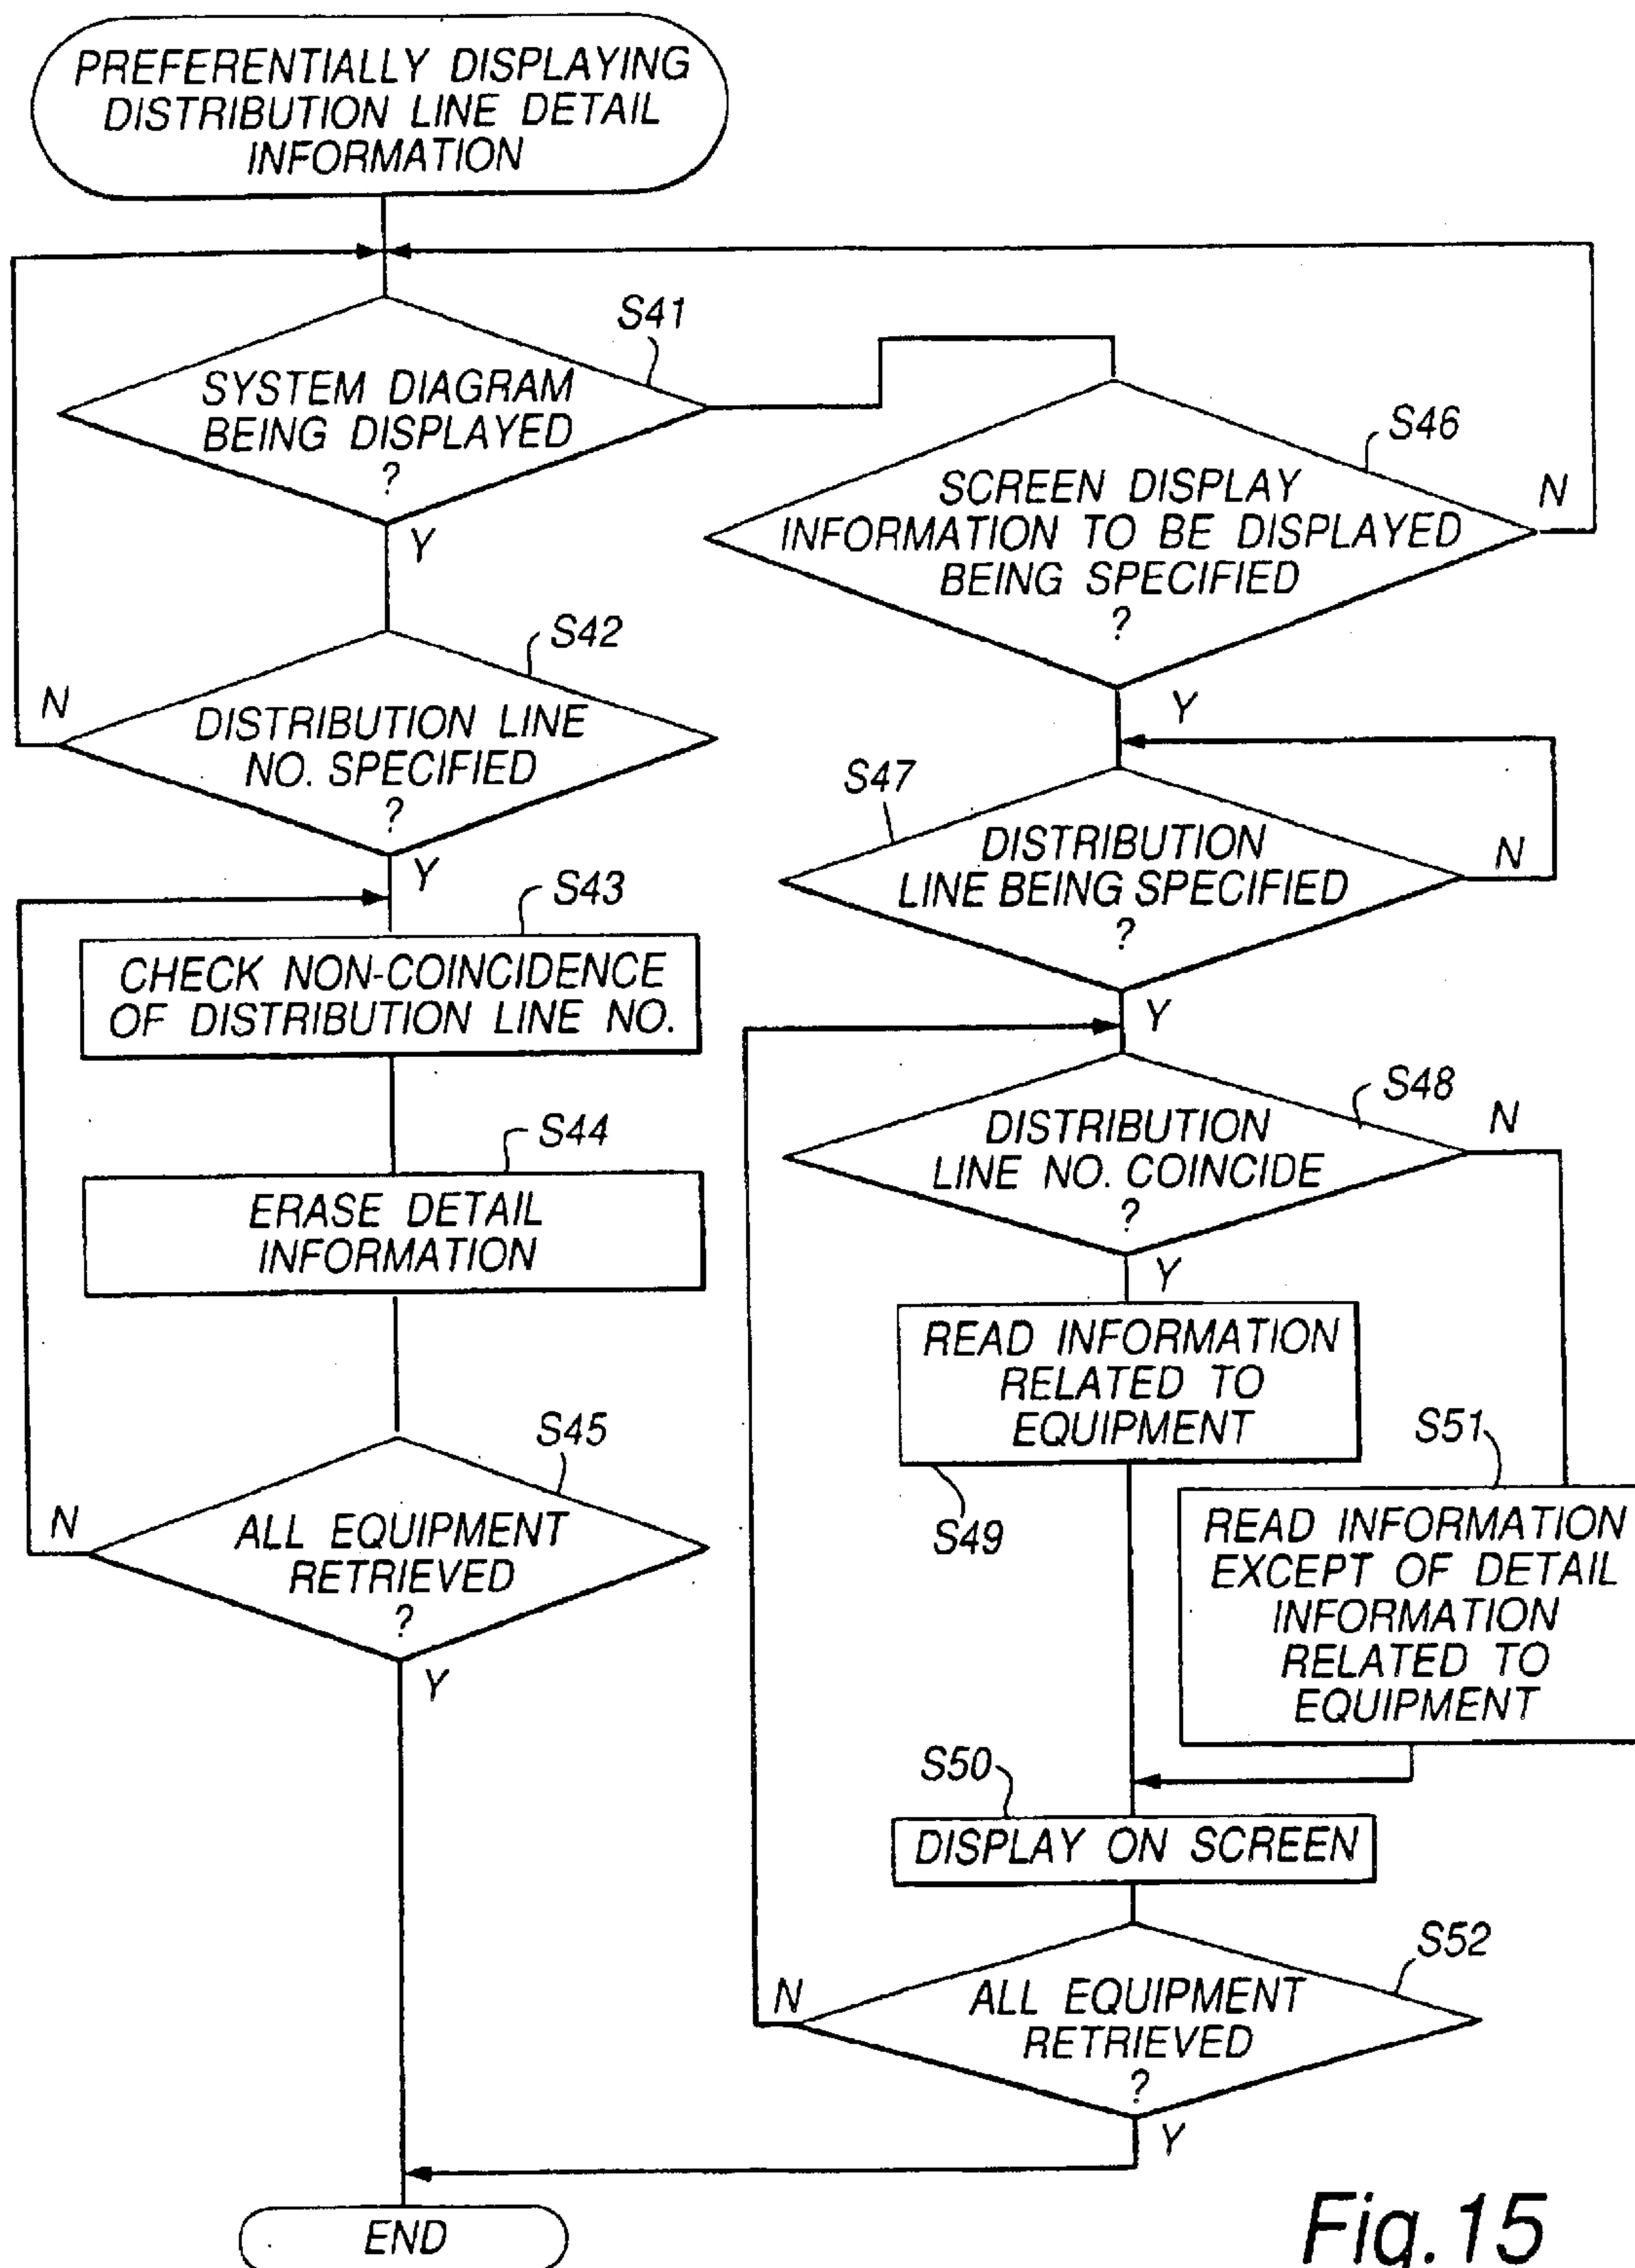 PREFERENTIALLY DISPLAYING
DISTRIBUTION LINE DETAIL
INFORMATION
S41
SYSTEM DIAGRAM
BEING DISPLAYED
?
Y
S42
N
DISTRIBUTION LINE
NO. SPECIFIED
?
Y
S43
CHECK NON-COINCIDENCE
OF DISTRIBUTION LINE NO.
S44
ERASE DETAIL
INFORMATION
S45
N
ALL EQUIPMENT
RETRIEVED
?
Y
S46
SCREEN DISPLAY
INFORMATION TO BE DISPLAYED
BEING SPECIFIED
?
N
Y
S47
DISTRIBUTION
LINE BEING SPECIFIED
?
N
Y
S48
DISTRIBUTION
LINE NO. COINCIDE
?
N
Y
READ INFORMATION
RELATED TO
EQUIPMENT
S49
S51
READ INFORMATION
EXCEPT OF DETAIL
INFORMATION
RELATED TO
EQUIPMENT
S50
DISPLAY ON SCREEN
S52
N
ALL EQUIPMENT
RETRIEVED
?
Y
END
Fig.15